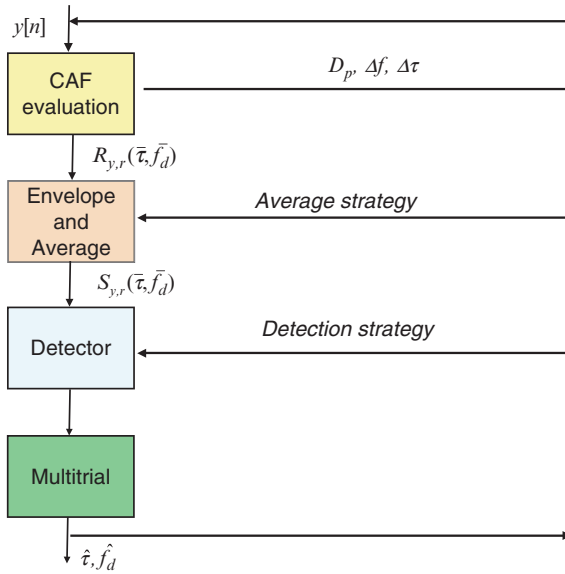 y[n]
D_p, Δf, Δτ
CAF
evaluation
R_{y,r}(τ̄, f̄_d)
Envelope
and
Average
Average strategy
S_{y,r}(τ̄, f̄_d)
Detector
Detection strategy
Multitrial
τ̂, f̂_d